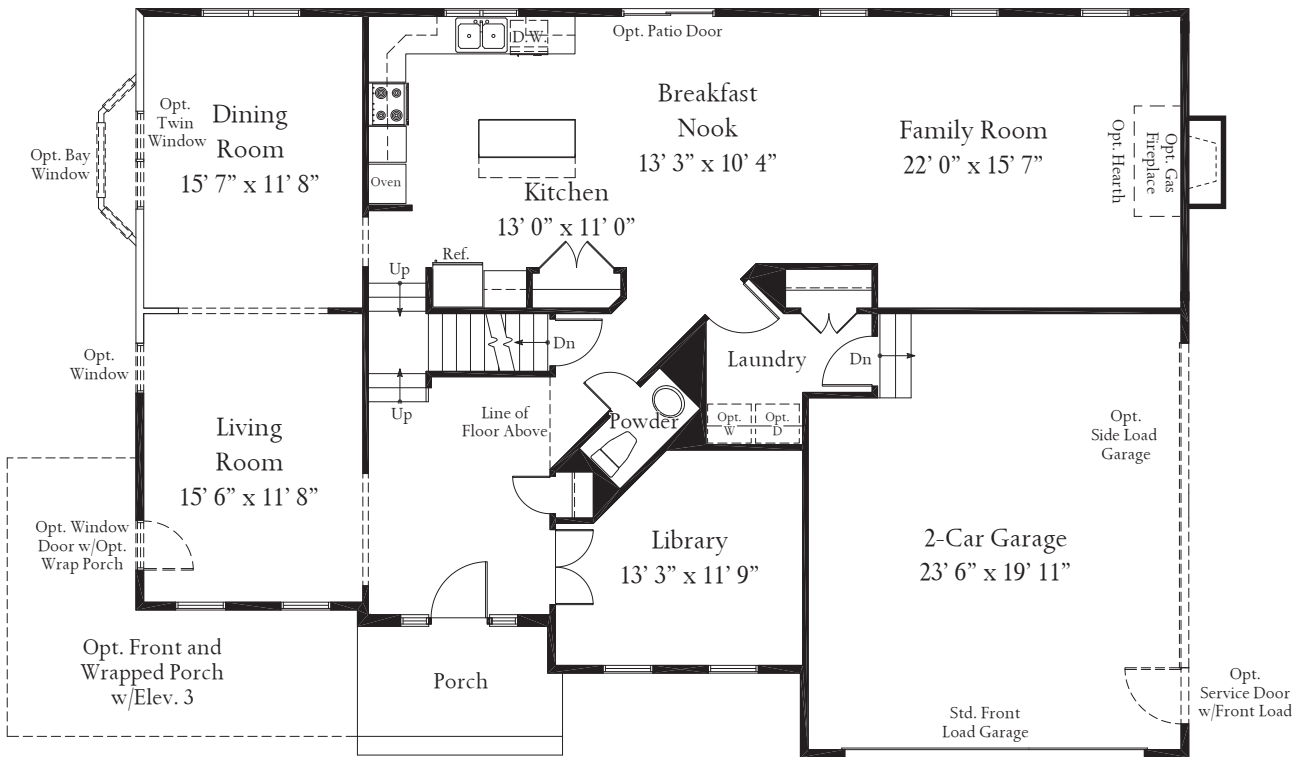 Opt. Patio Door
D.W.
Opt.
Twin
Window
Dining
Room
15' 7" x 11' 8"
Opt. Bay
Window
Oven
Breakfast
Nook
13' 3" x 10' 4"
Kitchen
13' 0" x 11' 0"
Family Room
22' 0" x 15' 7"
Opt. Gas
Fireplace
Opt. Hearth
Ref.
Up
Dn
Up
Opt.
Window
Laundry
Dn
Opt.
W
Opt.
D
Line of
Floor Above
Powder
Living
Room
15' 6" x 11' 8"
Opt.
Side Load
Garage
Opt. Window
Door w/Opt.
Wrap Porch
Library
13' 3" x 11' 9"
2-Car Garage
23' 6" x 19' 11"
Opt. Front and
Wrapped Porch
w/Elev. 3
Porch
Std. Front
Load Garage
Opt.
Service Door
w/Front Load